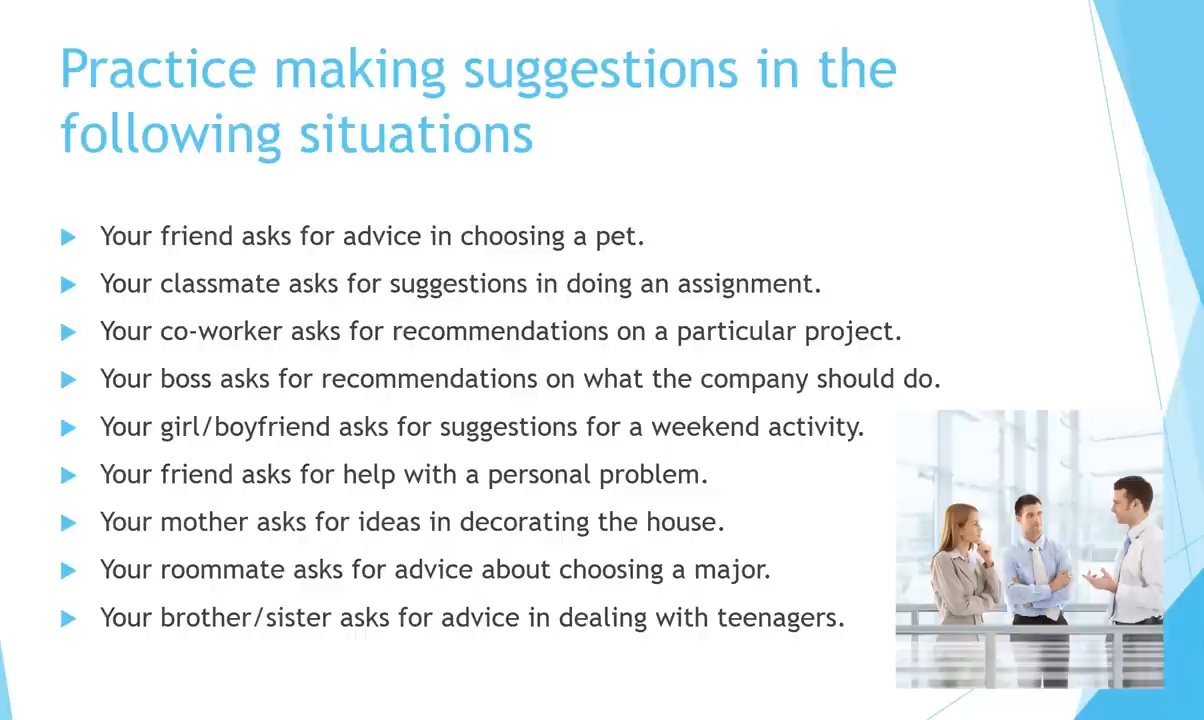 Practice making suggestions in the
following situations
Your friend asks for advice in choosing a pet.
Your classmate asks for suggestions in doing an assignment.
Your co-worker asks for recommendations on a particular project.
Your boss asks for recommendations on what the company should do.
Your girl/boyfriend asks for suggestions for a weekend activity.
Your friend asks for help with a personal problem.
Your mother asks for ideas in decorating the house.
Your roommate asks for advice about choosing a major.
Your brother/sister asks for advice in dealing with teenagers.